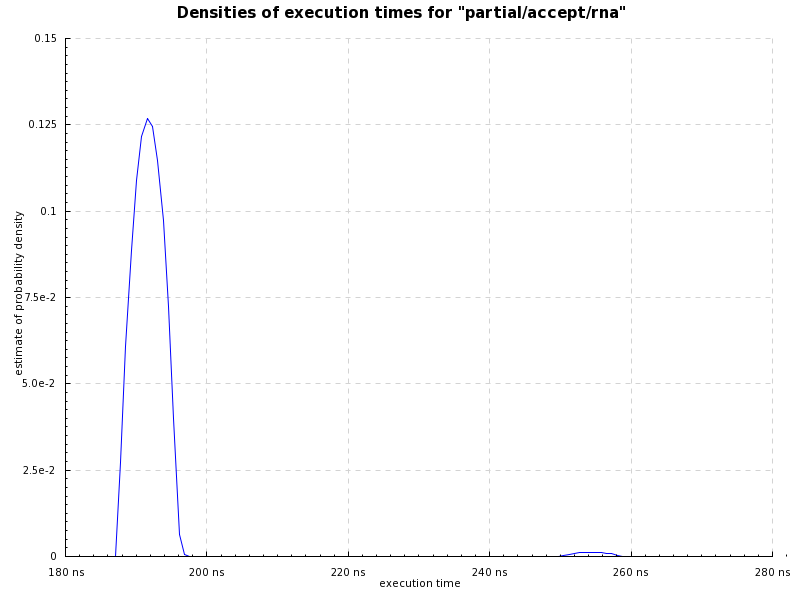 Densities of execution times for "partial/accept/rna"
0.15
0.125
0.1
7.5e-2
5.0e-2
2.5e-2
0
estimate of probability density
180 ns
200 ns
220 ns
240 ns
260 ns
280 ns
execution time